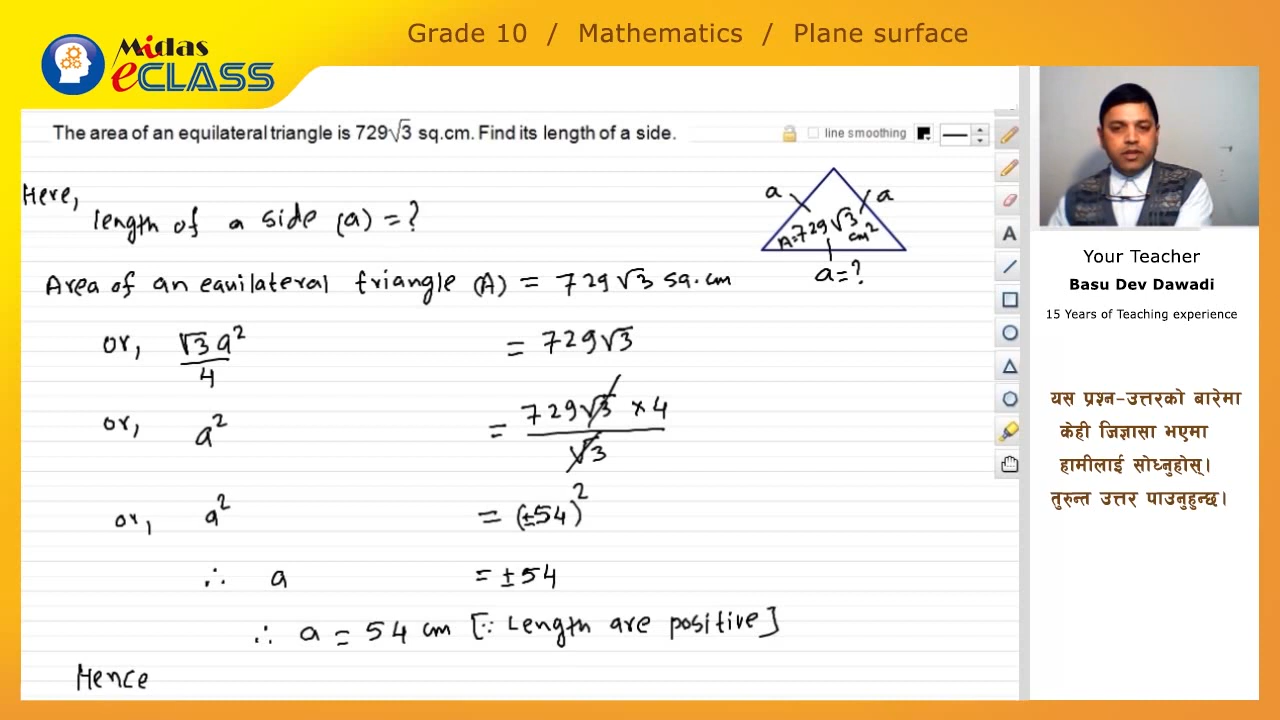 Grade 10 / Mathematics / Plane surface
Midas
eCLASS
The area of an equilateral triangle is 729√3 sq.cm. Find its length of a side.
line smoothing
Here,
length of a side (a) = ?
a
a
A=729√3
cm²
a=?
Area of an equilateral triangle (A) = 729√3 sq.cm
or, √3a²/4 = 729√3
or, a² = 729√3 × 4 / √3
or, a² = (±54)²
∴ a = ±54
∴ a = 54 cm [∵ Length are positive]
Hence
A
Your Teacher
Basu Dev Dawadi
15 Years of Teaching experience
यस प्रश्न-उत्तरको बारेमा
केही जिज्ञासा भएमा
हामीलाई सोध्नुहोस्।
तुरुन्त उत्तर पाउनुहुन्छ।